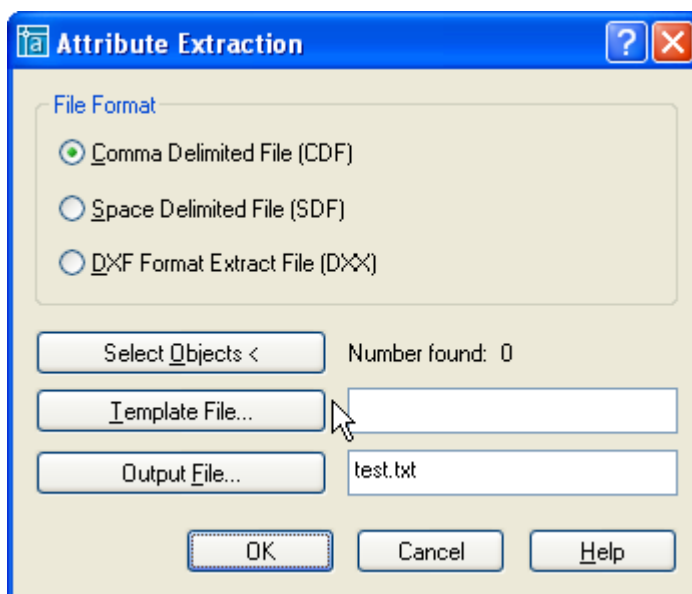 Attribute Extraction
File Format
Comma Delimited File (CDF)
Space Delimited File (SDF)
DXF Format Extract File (DXX)
Select Objects < Number found: 0
Template File...
Output File... test.txt
OK Cancel Help